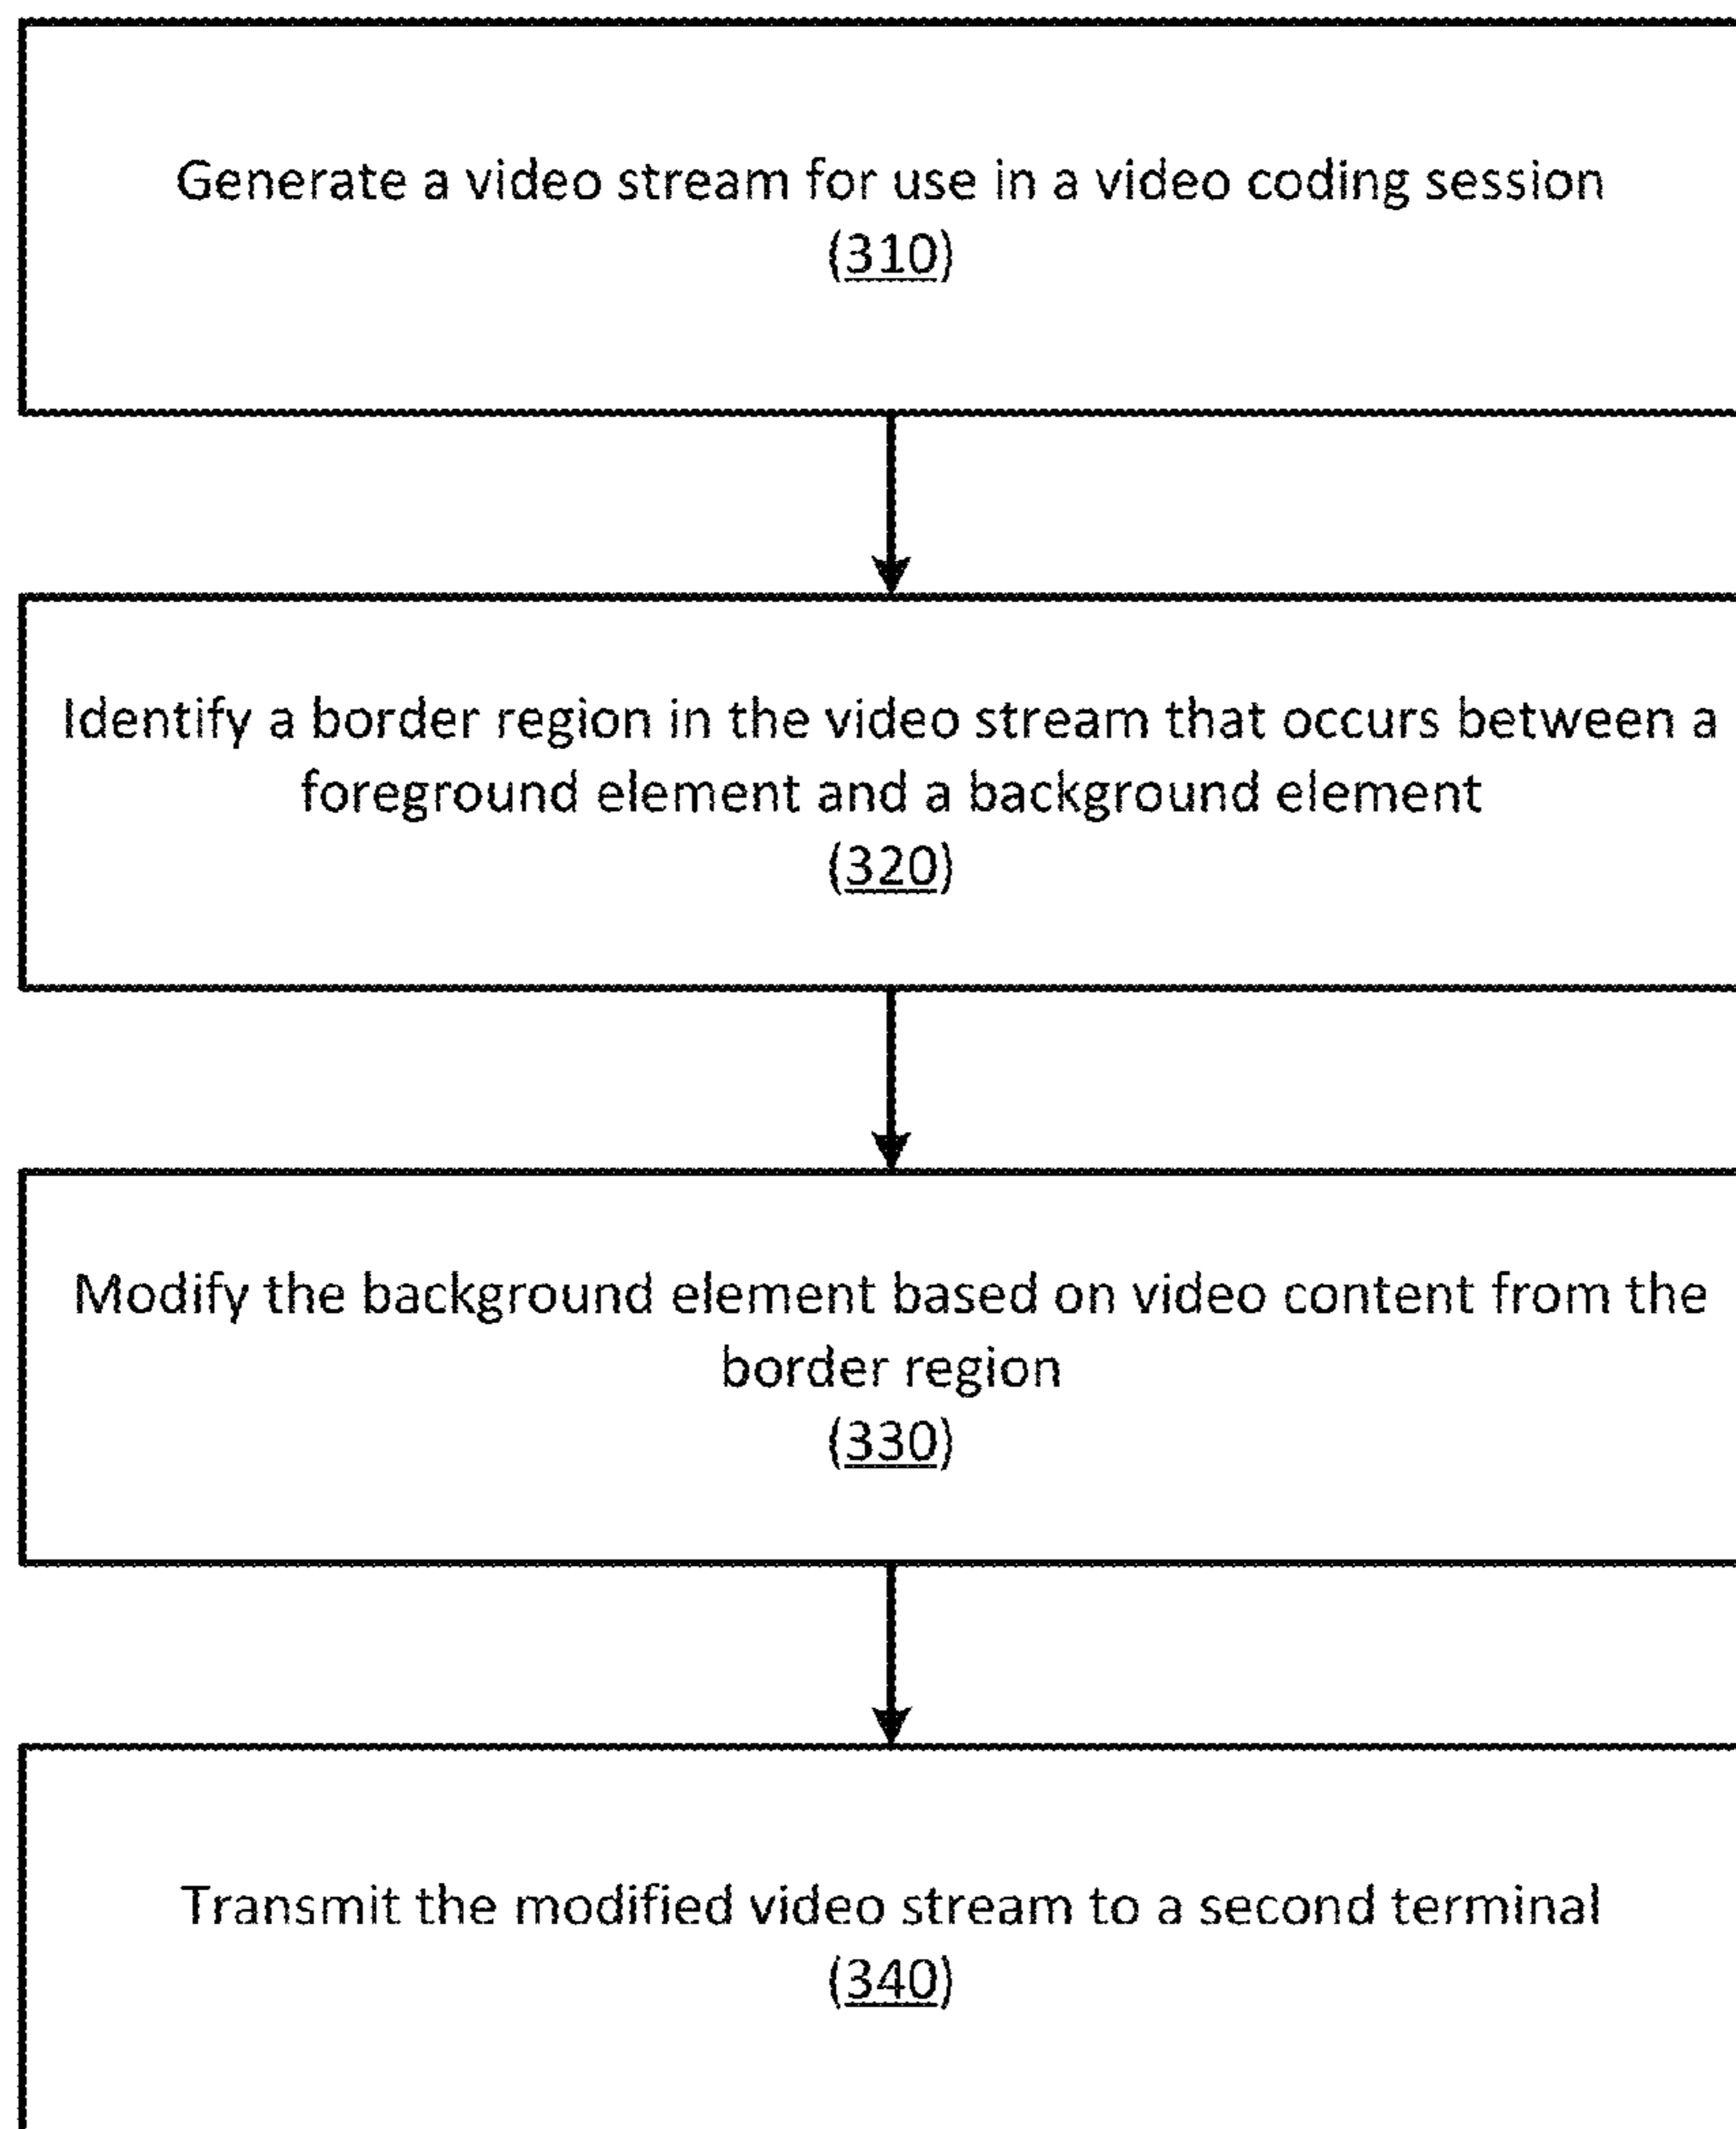 Generate a video stream for use in a video coding session
(310)
Identify a border region in the video stream that occurs between a
foreground element and a background element
(320)
Modify the background element based on video content from the
border region
(330)
Transmit the modified video stream to a second terminal
(340)